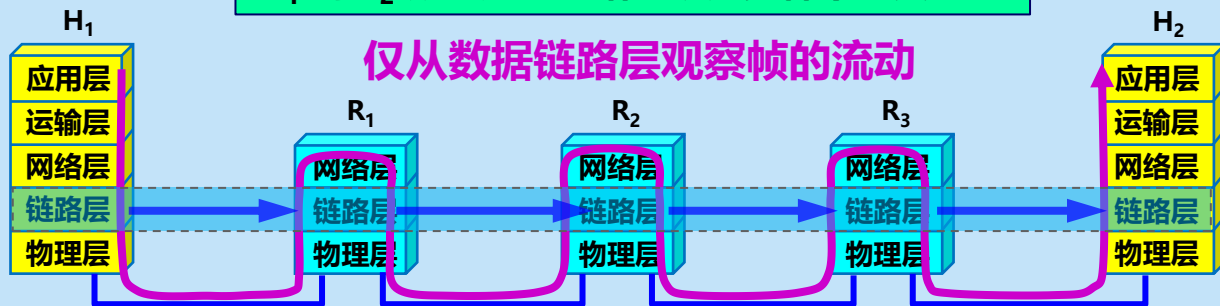 H₁
H₂
仅从数据链路层观察帧的流动
应用层
运输层
网络层
链路层
物理层
R₁
网络层
链路层
物理层
R₂
网络层
链路层
物理层
R₃
网络层
链路层
物理层
应用层
运输层
网络层
链路层
物理层